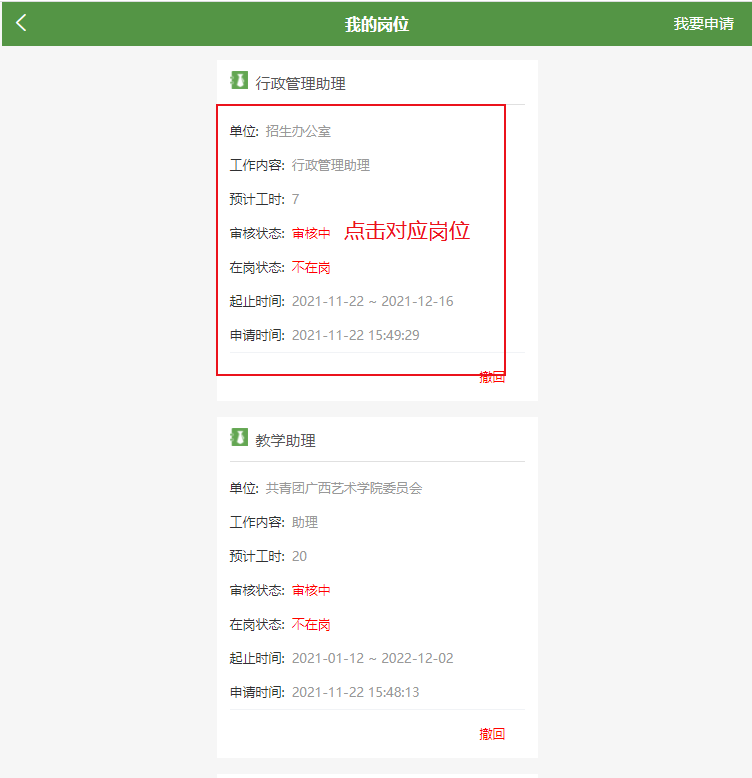 我的岗位
我要申请
行政管理助理
单位: 招生办公室
工作内容: 行政管理助理
预计工时: 7
审核状态: 审核中
点击对应岗位
在岗状态: 不在岗
起止时间: 2021-11-22 ~ 2021-12-16
申请时间: 2021-11-22 15:49:29
撤回
教学助理
单位: 共青团广西艺术学院委员会
工作内容: 助理
预计工时: 20
审核状态: 审核中
在岗状态: 不在岗
起止时间: 2021-01-12 ~ 2022-12-02
申请时间: 2021-11-22 15:48:13
撤回